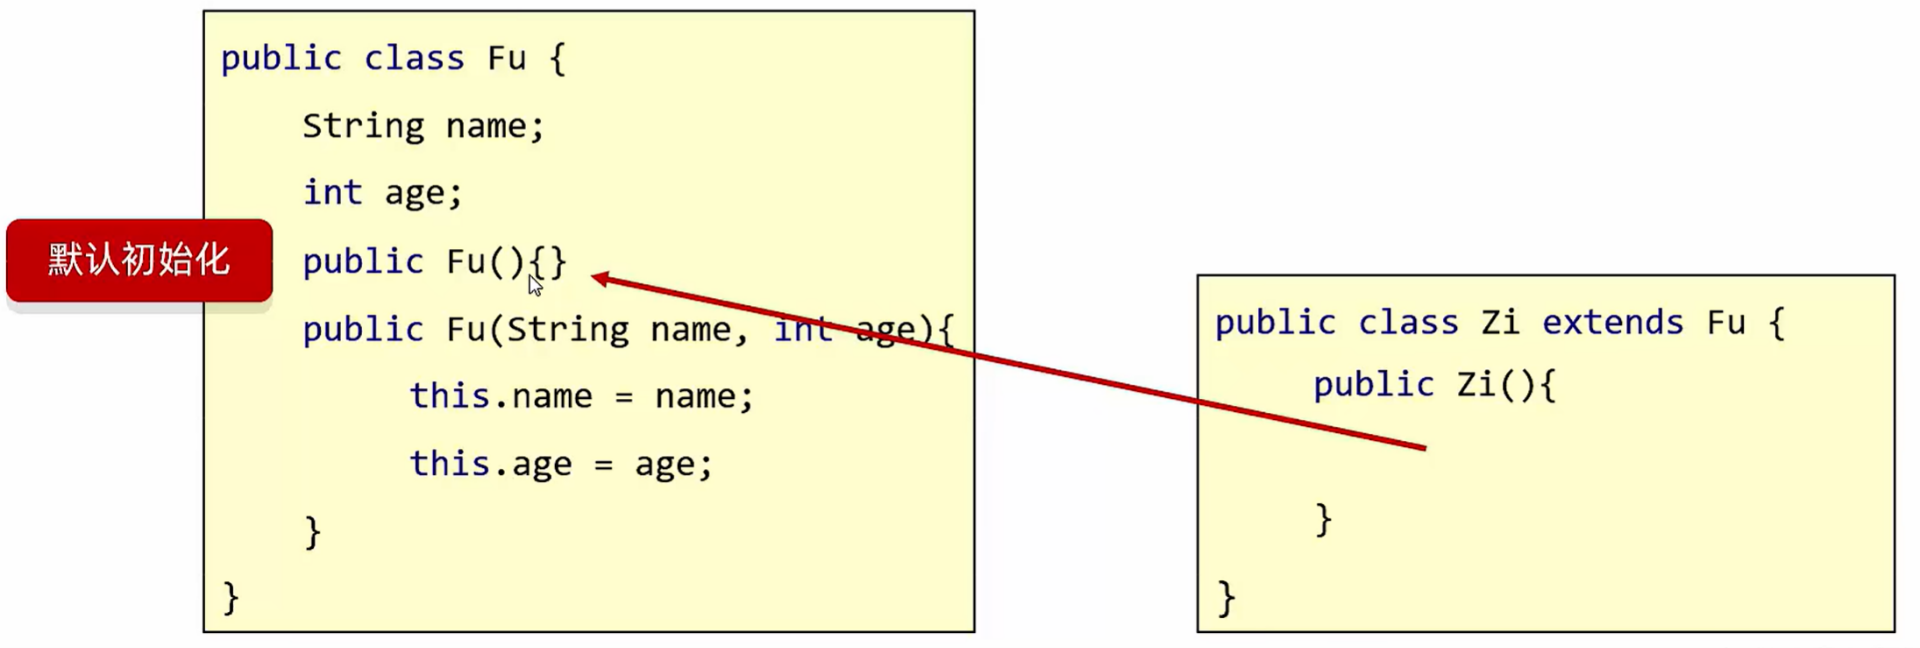 public class Fu {
String name;
int age;
默认初始化
public Fu(){}
public Fu(String name, int age){
this.name = name;
this.age = age;
}
}
public class Zi extends Fu {
public Zi(){
}
}